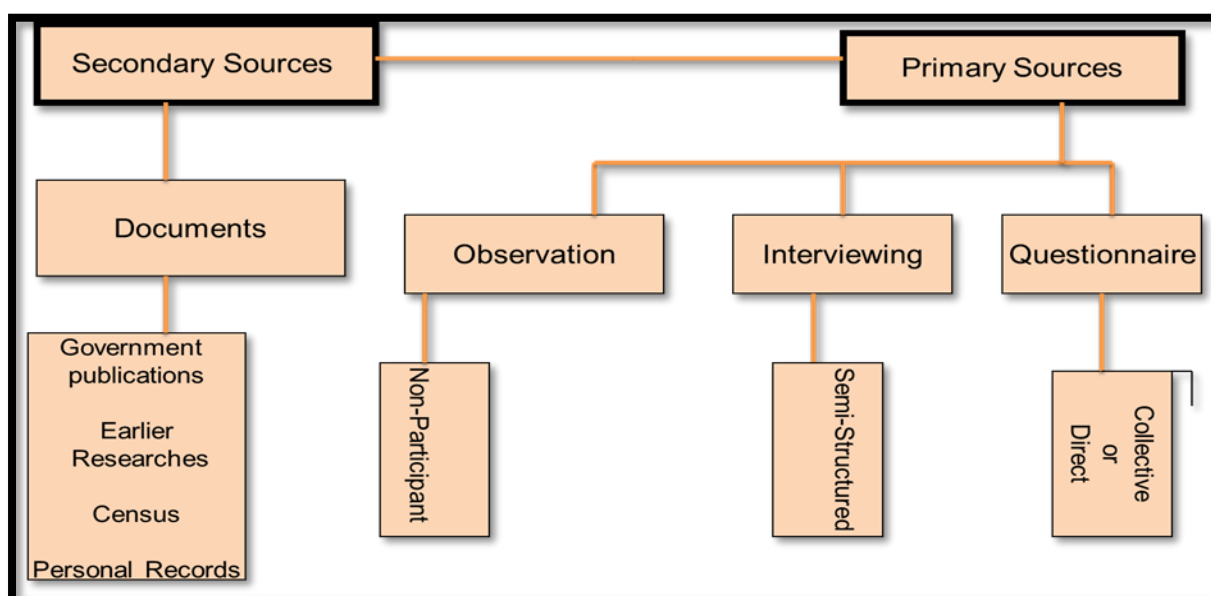 Secondary Sources
Primary Sources
Documents
Observation
Interviewing
Questionnaire
Government
publications
Earlier
Researches
Census
Personal Records
Non-Participant
Semi-Structured
Collective
or
Direct